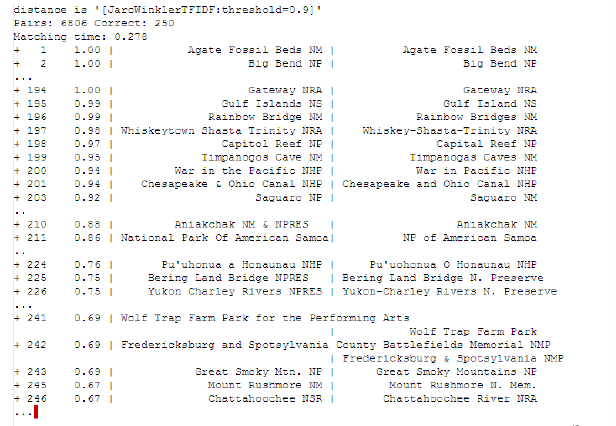 distance is '[JaroWinklerTFIDF:threshold=0.9]'
Pairs: 6806 Correct: 250
Matching time: 0.278
+ 1 1.00 | Agate Fossil Beds NM | Agate Fossil Beds NM
+ 2 1.00 | Big Bend NP | Big Bend NP
...
+ 194 1.00 | Gateway NRA | Gateway NRA
+ 195 0.99 | Gulf Islands NS | Gulf Island NS
+ 196 0.99 | Rainbow Bridge NM | Rainbow Bridges NM
+ 197 0.98 | Whiskeytown Shasta Trinity NRA | Whiskey-Shasta-Trinity NRA
+ 198 0.97 | Capitol Reef NP | Capital Reef NP
+ 199 0.95 | Timpanogos Cave NM | Timpanogas Caves NM
+ 200 0.94 | War in the Pacific NHP | War in Pacific NHP
+ 201 0.94 | Chesapeake & Ohio Canal NHP | Chesapeake and Ohio Canal NHP
+ 203 0.92 | Saguaro NP | Saguaro NM
..
+ 210 0.88 | Aniakchak NM & NPRES | Aniakchak NM
+ 211 0.86 | National Park Of American Samoa| NP of American Samoa
..
+ 224 0.76 | Pu'uhonua a Honaunau NHP | Pu'uohonua O Honaunau NHP
+ 225 0.75 | Bering Land Bridge NPRES | Bering Land Bridge N. Preserve
+ 226 0.75 | Yukon Charley Rivers NPRES | Yukon-Charley Rivers N. Preserve
...
+ 241 0.69 | Wolf Trap Farm Park for the Performing Arts
| Wolf Trap Farm Park
+ 242 0.69 | Fredericksburg and Spotsylvania County Battlefields Memorial NMP
| Fredericksburg & Spotsylvania NMP
+ 243 0.69 | Great Smoky Mtn. NP | Great Smoky Mountains NP
+ 245 0.67 | Mount Rushmore NM | Mount Rushmore N. Mem.
+ 246 0.67 | Chattahoochee NSR | Chattahoochee River NRA
...